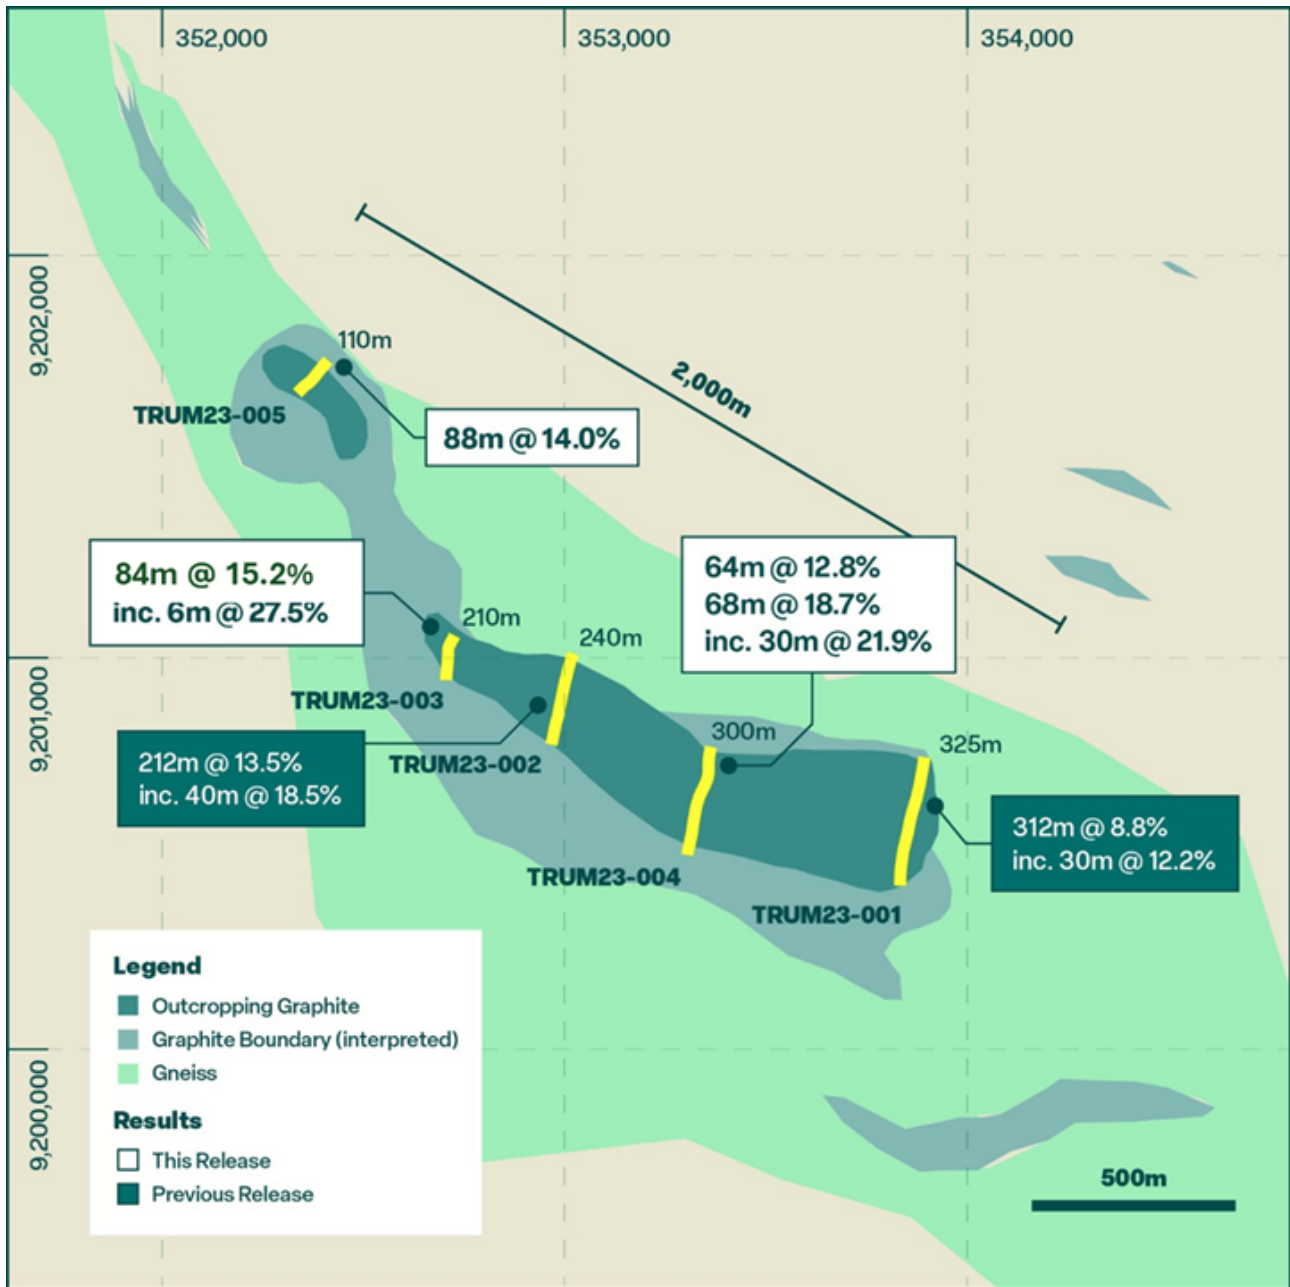 352,000
353,000
354,000
9,202,000
110m
2,000m
TRUM23-005
88m @ 14.0%
84m @ 15.2%
inc. 6m @ 27.5%
64m @ 12.8%
68m @ 18.7%
inc. 30m @ 21.9%
210m
240m
9,201,000
TRUM23-003
300m
325m
212m @ 13.5%
inc. 40m @ 18.5%
TRUM23-002
312m @ 8.8%
inc. 30m @ 12.2%
TRUM23-004
TRUM23-001
Legend
Outcropping Graphite
Graphite Boundary (interpreted)
Gneiss
Results
This Release
Previous Release
9,200,000
500m